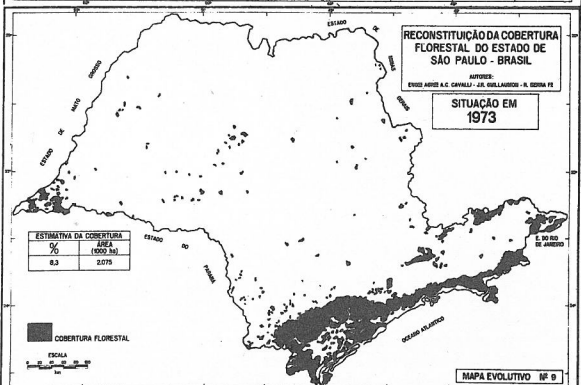 RECONSTITUIÇÃO DA COBERTURA
FLORESTAL DO ESTADO DE
SÃO PAULO - BRASIL
AUTORES:
SITUAÇÃO EM
1973
ESTADO DE MINAS GERAIS
ESTADO DE MATO GROSSO
ESTIMATIVA DA COBERTURA
% ÁREA
(1000 ha)
8,3 2.075
ESTADO DO PARANÁ
E. DO RIO
DE JANEIRO
OCEANO ATLÂNTICO
COBERTURA FLORESTAL
ESCALA
km
MAPA EVOLUTIVO Nº 9